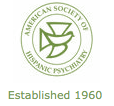 AMERICAN SOCIETY OF
HISPANIC PSYCHIATRY
Established 1960